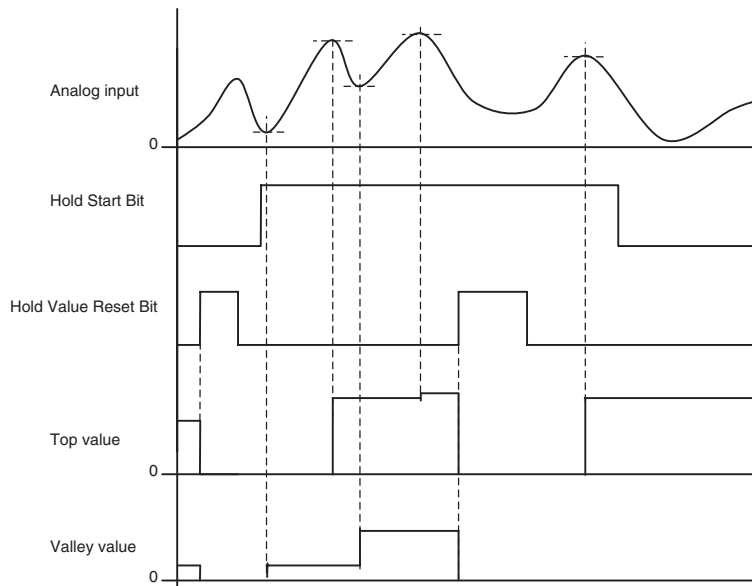 Analog input
0
Hold Start Bit
Hold Value Reset Bit
Top value
0
Valley value
0